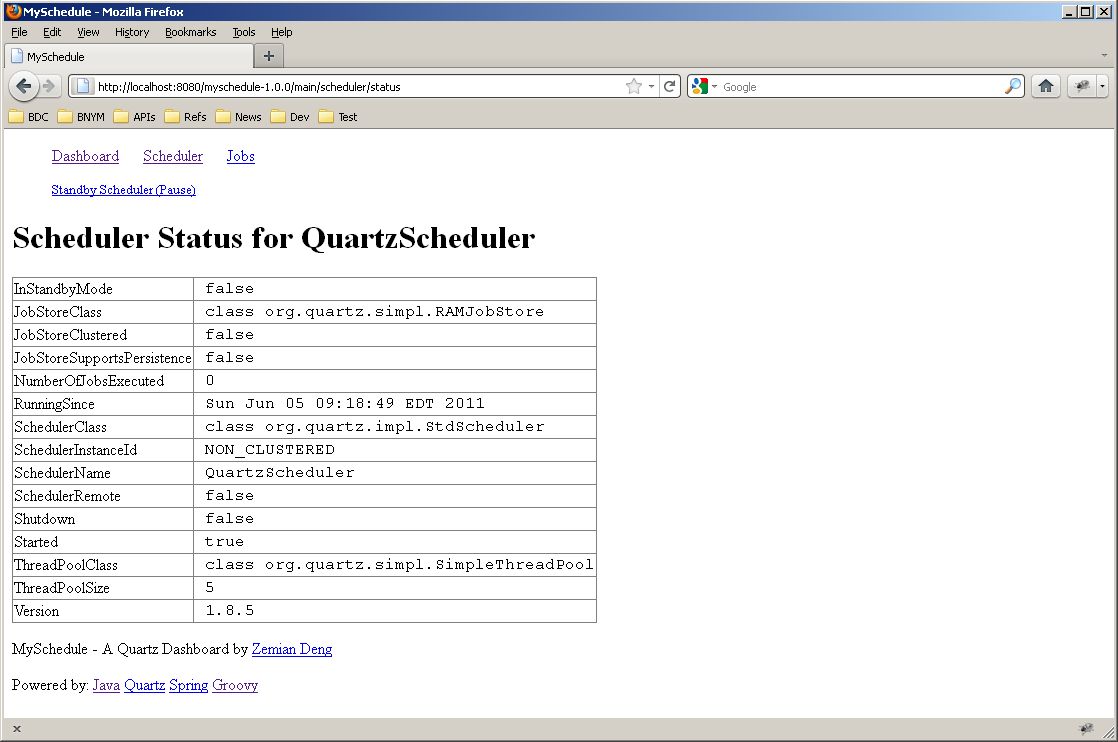 MySchedule - Mozilla Firefox
File Edit View History Bookmarks Tools Help
MySchedule
http://localhost:8080/myschedule-1.0.0/main/scheduler/status Google
BDC BNYM APIs Refs News Dev Test
Dashboard Scheduler Jobs
Standby Scheduler (Pause)
Scheduler Status for QuartzScheduler
InStandbyMode false
JobStoreClass class org.quartz.simpl.RAMJobStore
JobStoreClustered false
JobStoreSupportsPersistence false
NumberOfJobsExecuted 0
RunningSince Sun Jun 05 09:18:49 EDT 2011
SchedulerClass class org.quartz.impl.StdScheduler
SchedulerInstanceId NON_CLUSTERED
SchedulerName QuartzScheduler
SchedulerRemote false
Shutdown false
Started true
ThreadPoolClass class org.quartz.simpl.SimpleThreadPool
ThreadPoolSize 5
Version 1.8.5
MySchedule - A Quartz Dashboard by Zemian Deng
Powered by: Java Quartz Spring Groovy